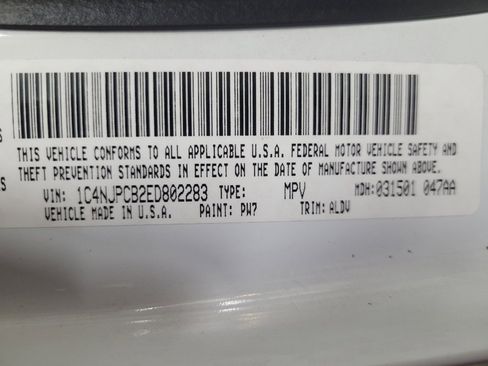 THIS VEHICLE CONFORMS TO ALL APPLICABLE U.S.A. FEDERAL MOTOR VEHICLE SAFETY AND
THEFT PREVENTION STANDARDS IN EFFECT ON THE DATE OF MANUFACTURE SHOWN ABOVE.
VIN: 1C4NJPCB2ED802283 TYPE: MPV MDH: 031501 047AA
VEHICLE MADE IN U.S.A. PAINT: PW7 TRIM: ALDV